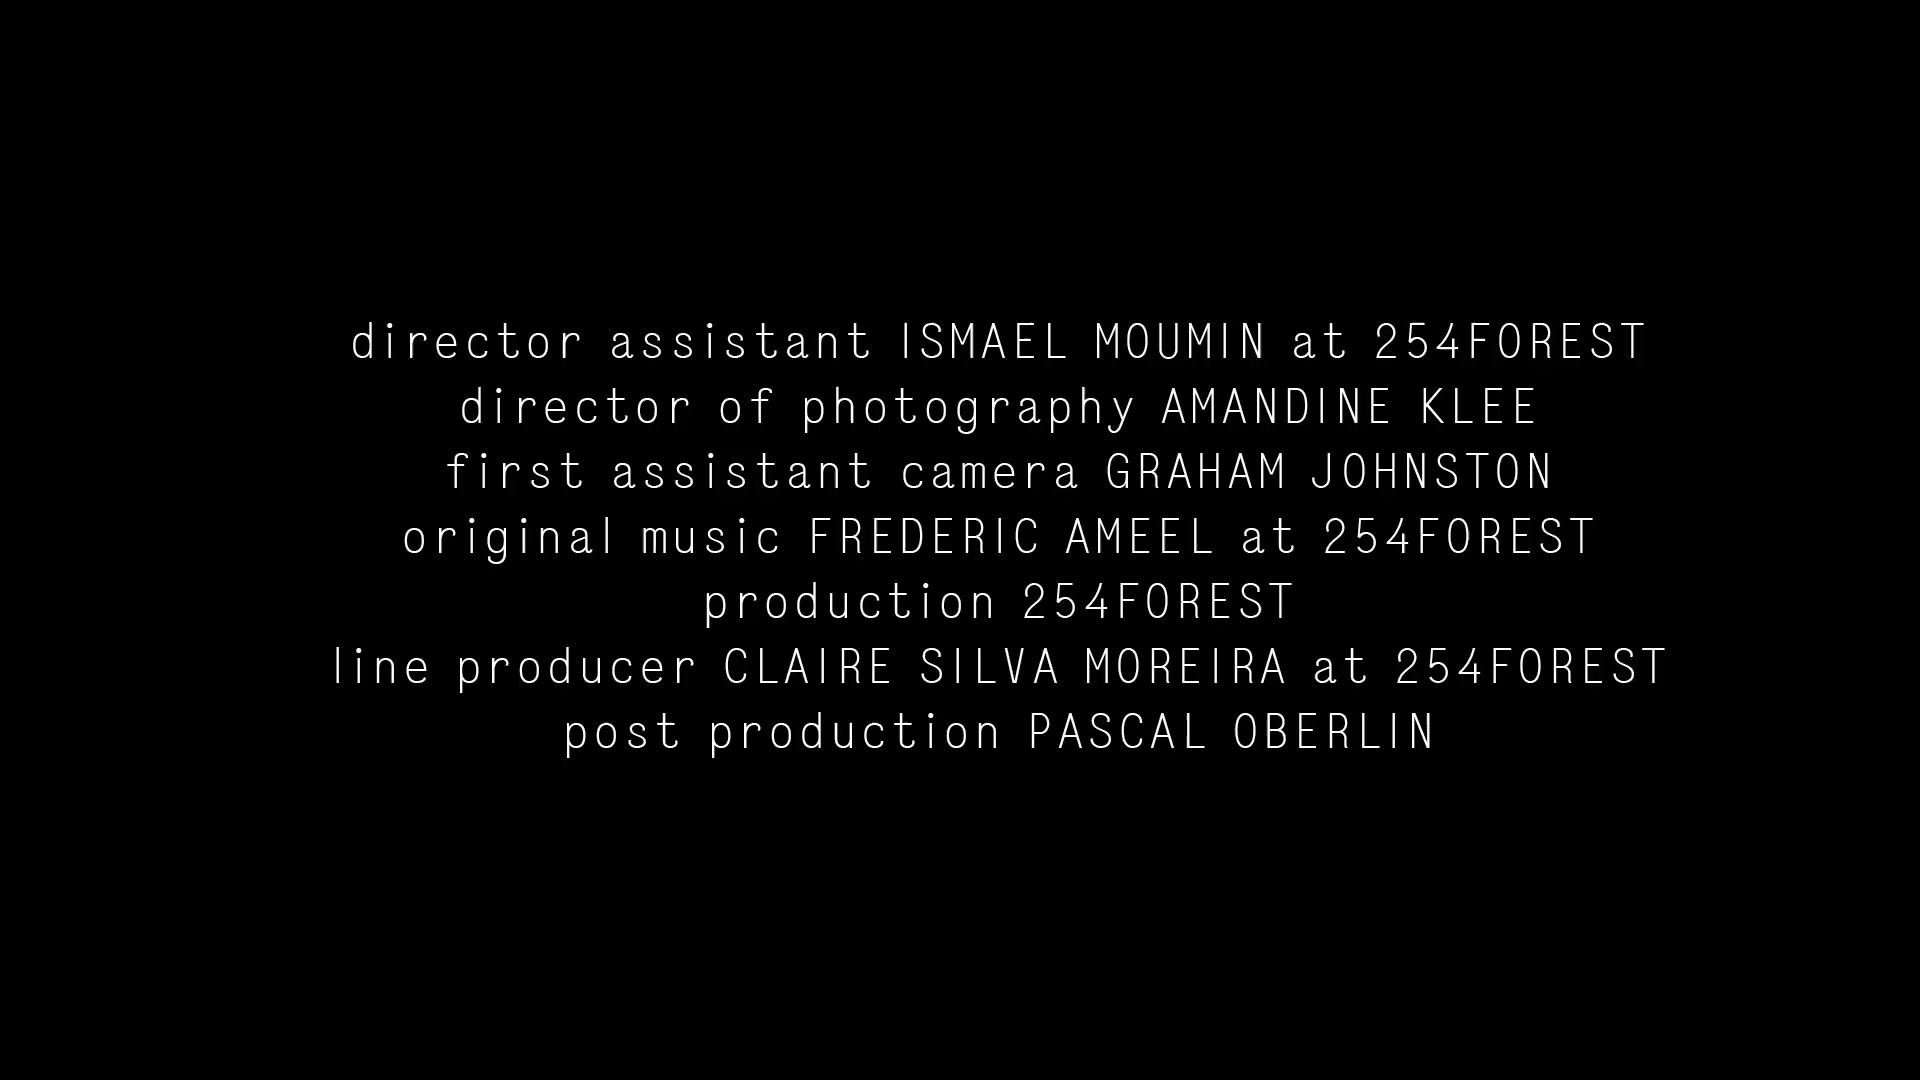 director assistant ISMAEL MOUMIN at 254FOREST
director of photography AMANDINE KLEE
first assistant camera GRAHAM JOHNSTON
original music FREDERIC AMEEL at 254FOREST
production 254FOREST
line producer CLAIRE SILVA MOREIRA at 254FOREST
post production PASCAL OBERLIN